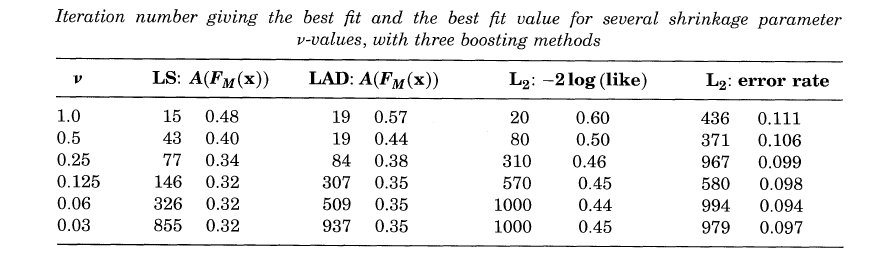 Iteration number giving the best fit and the best fit value for several shrinkage parameter
ν-values, with three boosting methods
ν LS: A(F_M(x)) LAD: A(F_M(x)) L₂: −2 log (like) L₂: error rate
1.0 15 0.48 19 0.57 20 0.60 436 0.111
0.5 43 0.40 19 0.44 80 0.50 371 0.106
0.25 77 0.34 84 0.38 310 0.46 967 0.099
0.125 146 0.32 307 0.35 570 0.45 580 0.098
0.06 326 0.32 509 0.35 1000 0.44 994 0.094
0.03 855 0.32 937 0.35 1000 0.45 979 0.097